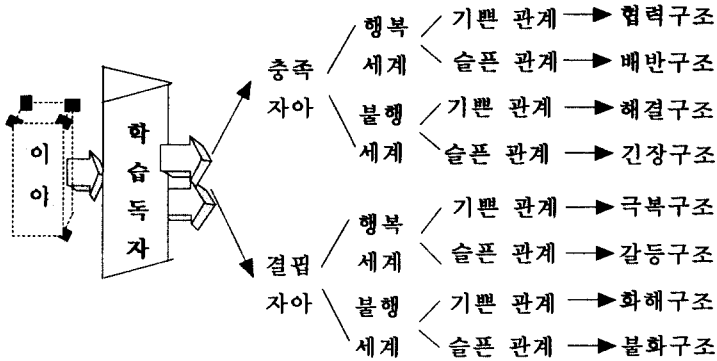 이
아
학
습
독
자
충족
자아
행복
세계
기쁜 관계
협력구조
슬픈 관계
배반구조
불행
세계
기쁜 관계
해결구조
슬픈 관계
긴장구조
결핍
자아
행복
세계
기쁜 관계
극복구조
슬픈 관계
갈등구조
불행
세계
기쁜 관계
화해구조
슬픈 관계
불화구조